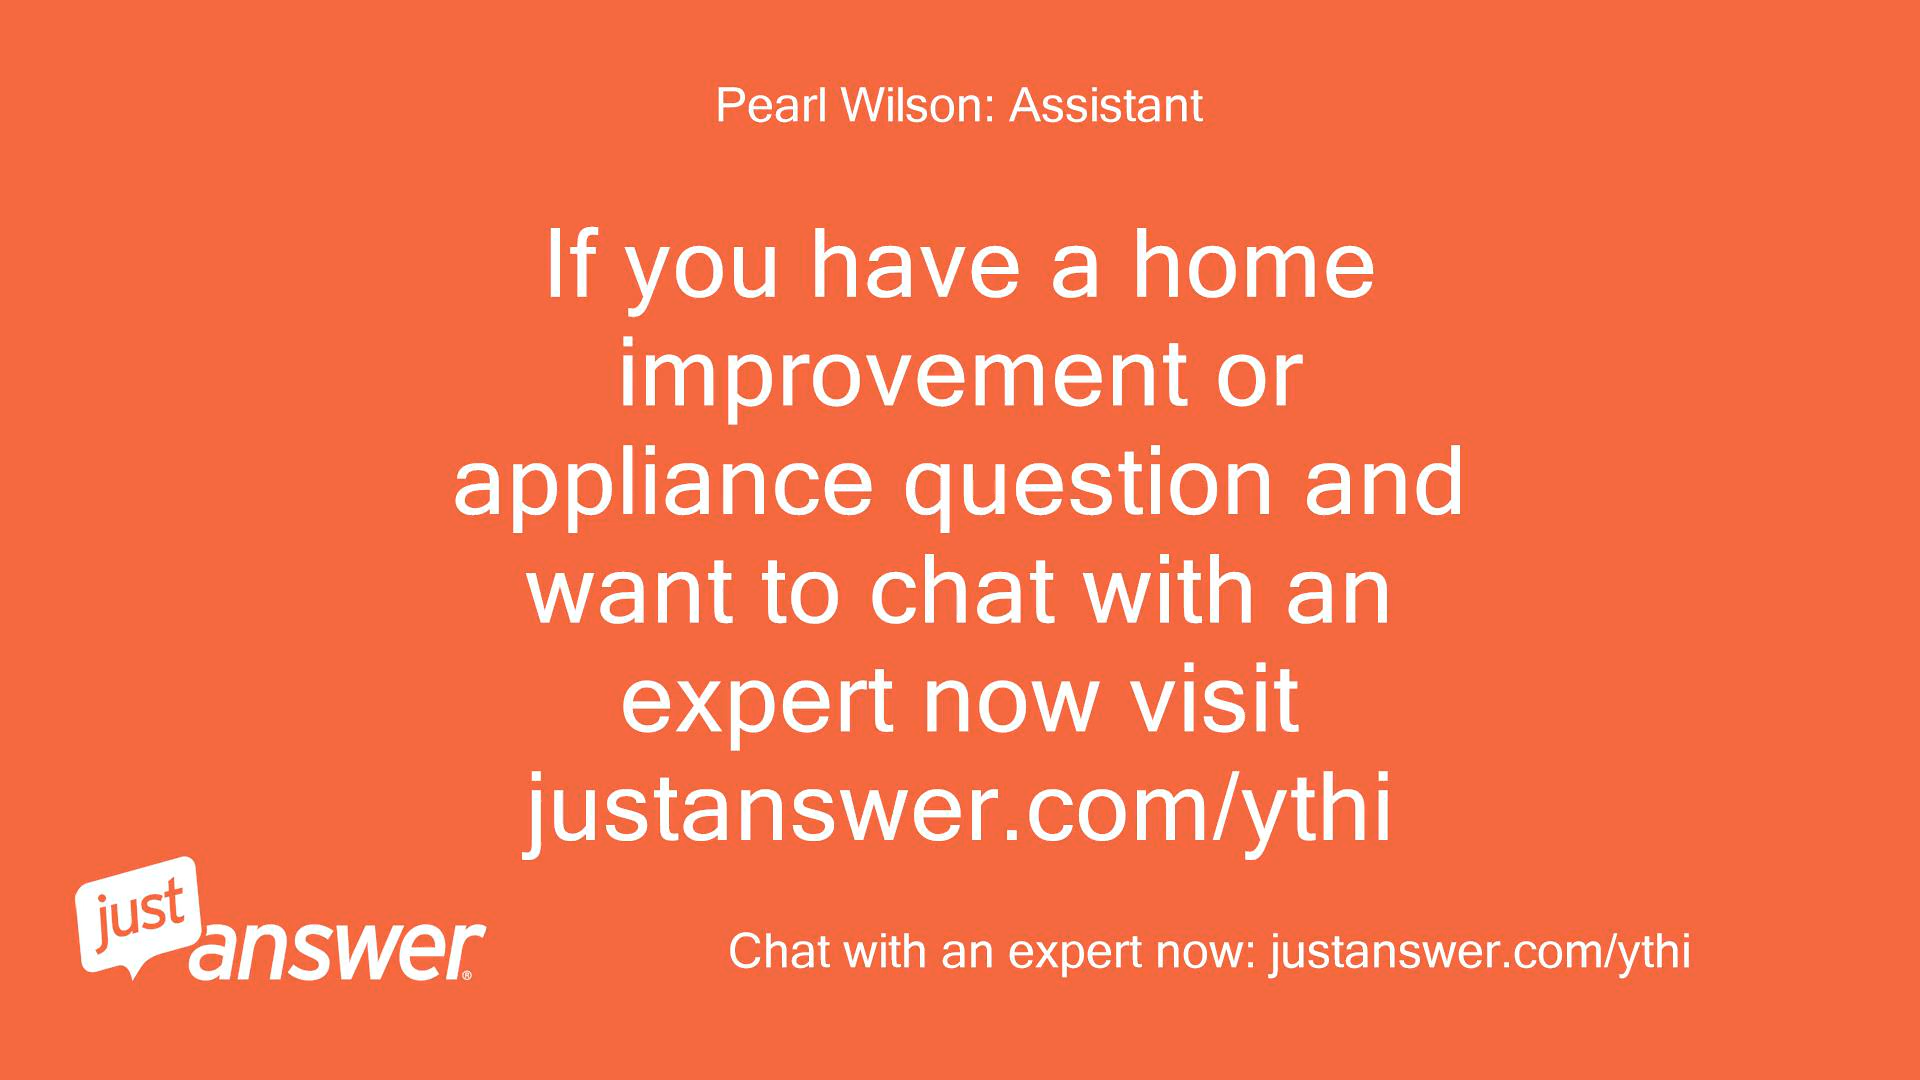 Pearl Wilson: Assistant
If you have a home
improvement or
appliance question and
want to chat with an
expert now visit
justanswer.com/ythi
just
answer®
Chat with an expert now: justanswer.com/ythi